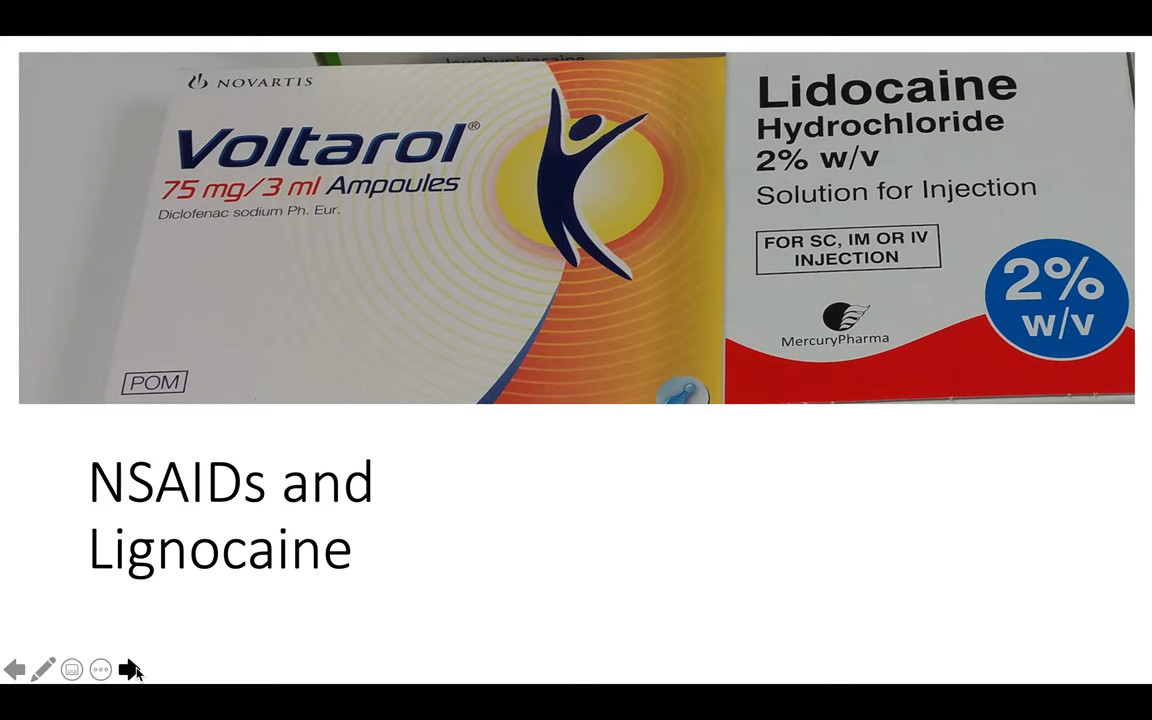 levobupivacaine
NOVARTIS
Voltarol®
75 mg/3 ml Ampoules
Diclofenac sodium Ph. Eur.
POM
Lidocaine
Hydrochloride
2% w/v
Solution for Injection
FOR SC, IM OR IV
INJECTION
2%
w/v
MercuryPharma
NSAIDs and
Lignocaine